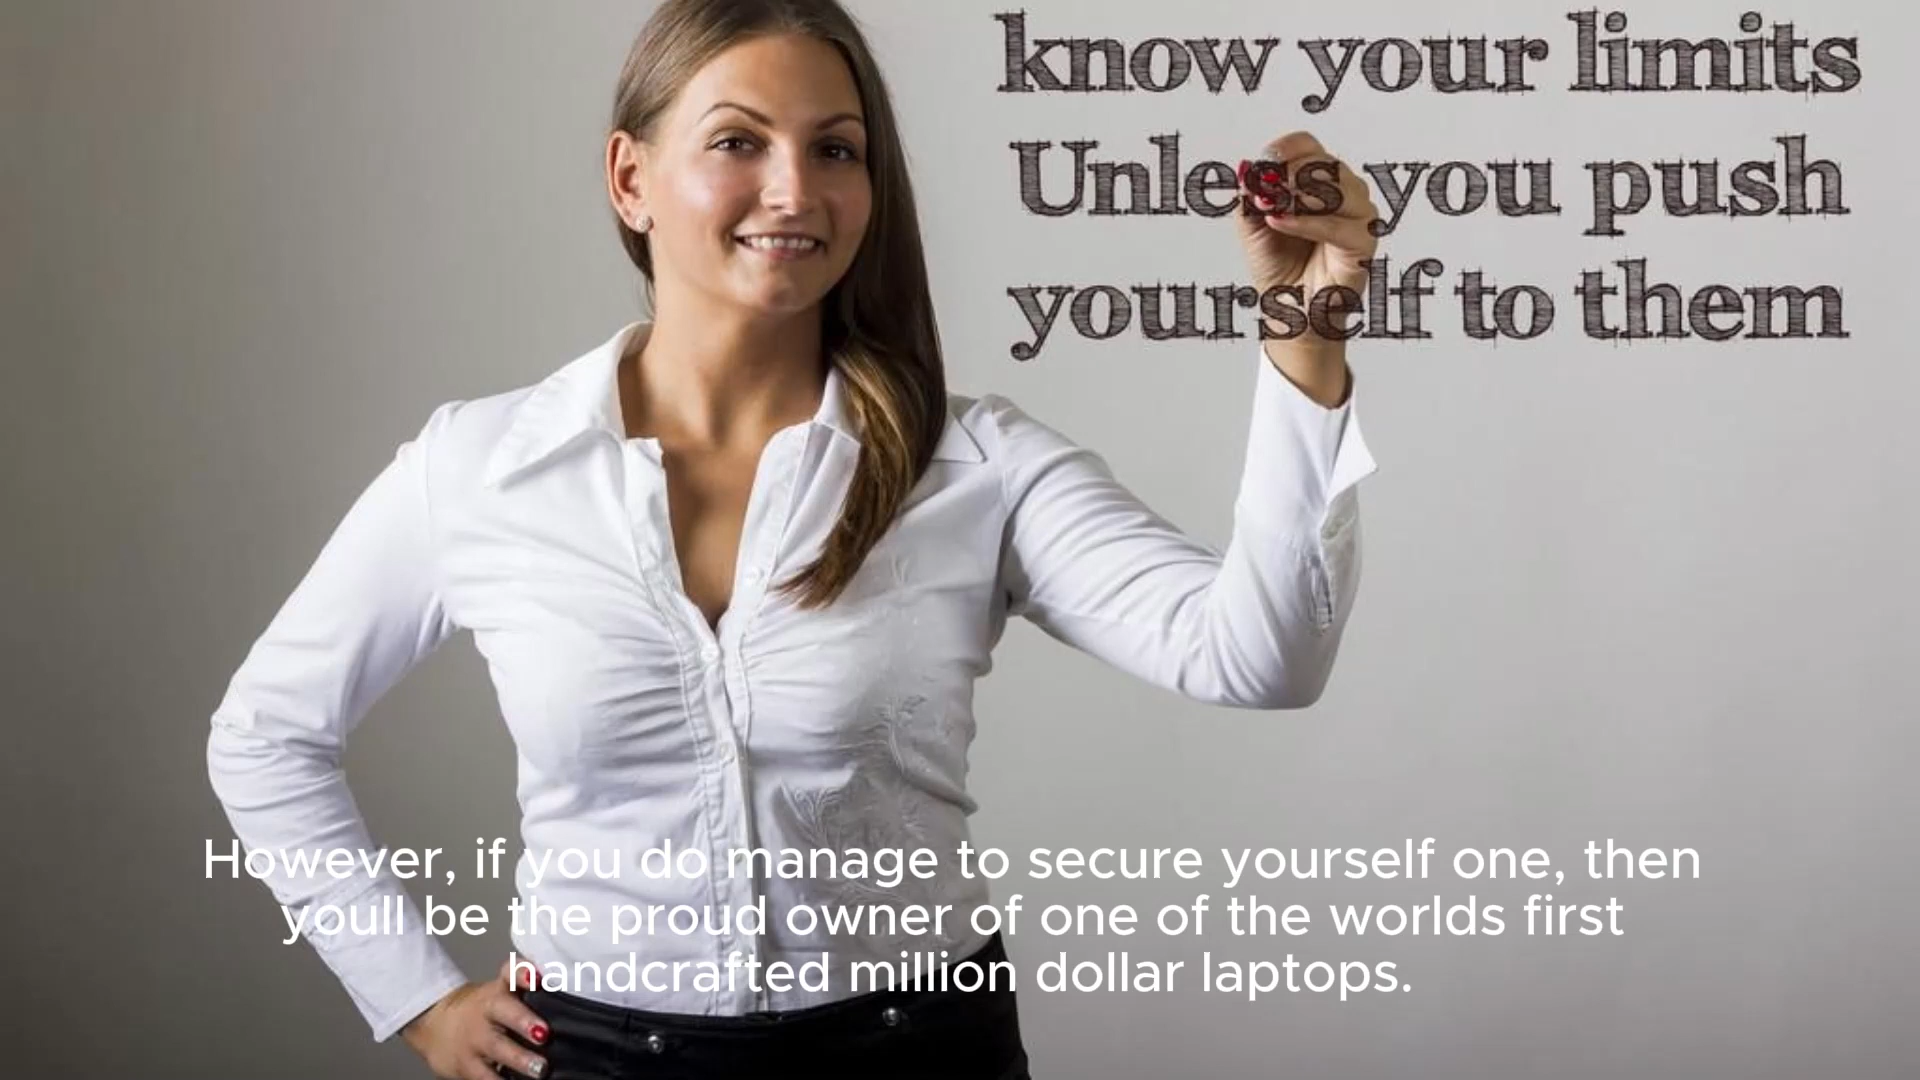 know your limits
Unless you push
yourself to them
However, if you do manage to secure yourself one, then
youll be the proud owner of one of the worlds first
handcrafted million dollar laptops.